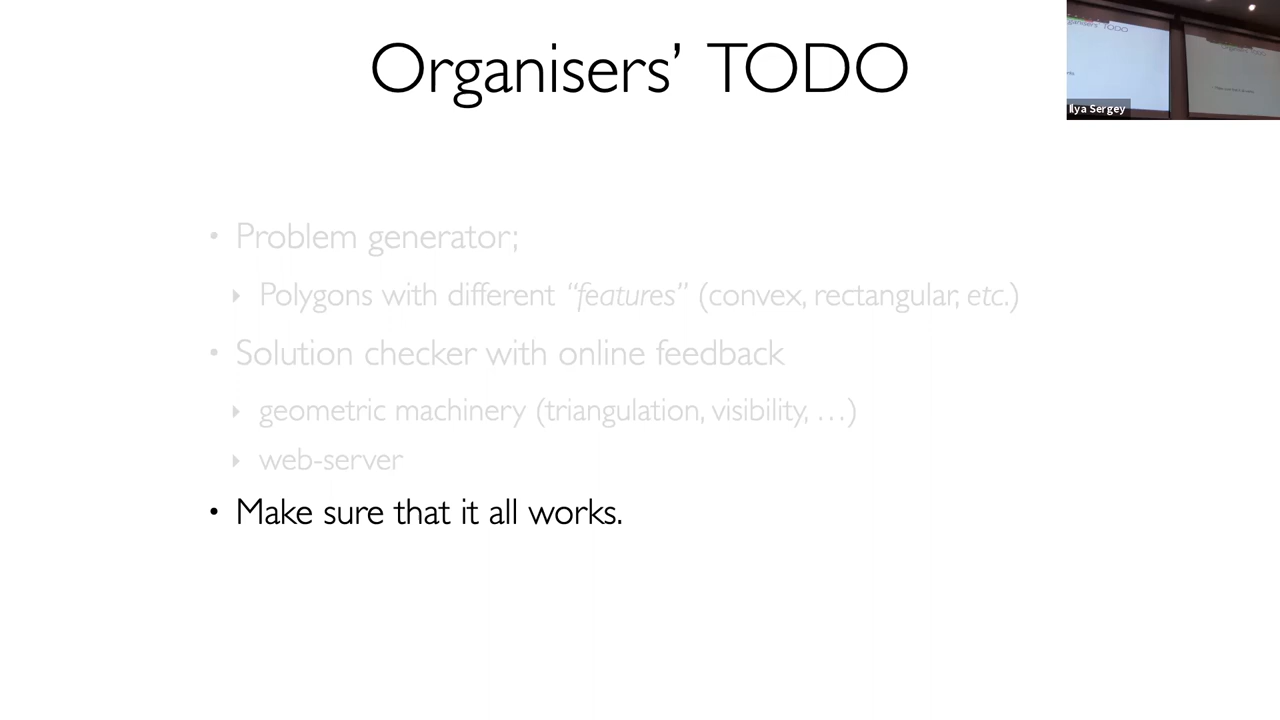 Organisers’ TODO
Ilya Sergey
• Problem generator;
‣ Polygons with different “features” (convex, rectangular, etc.)
• Solution checker with online feedback
‣ geometric machinery (triangulation, visibility, …)
‣ web-server
• Make sure that it all works.